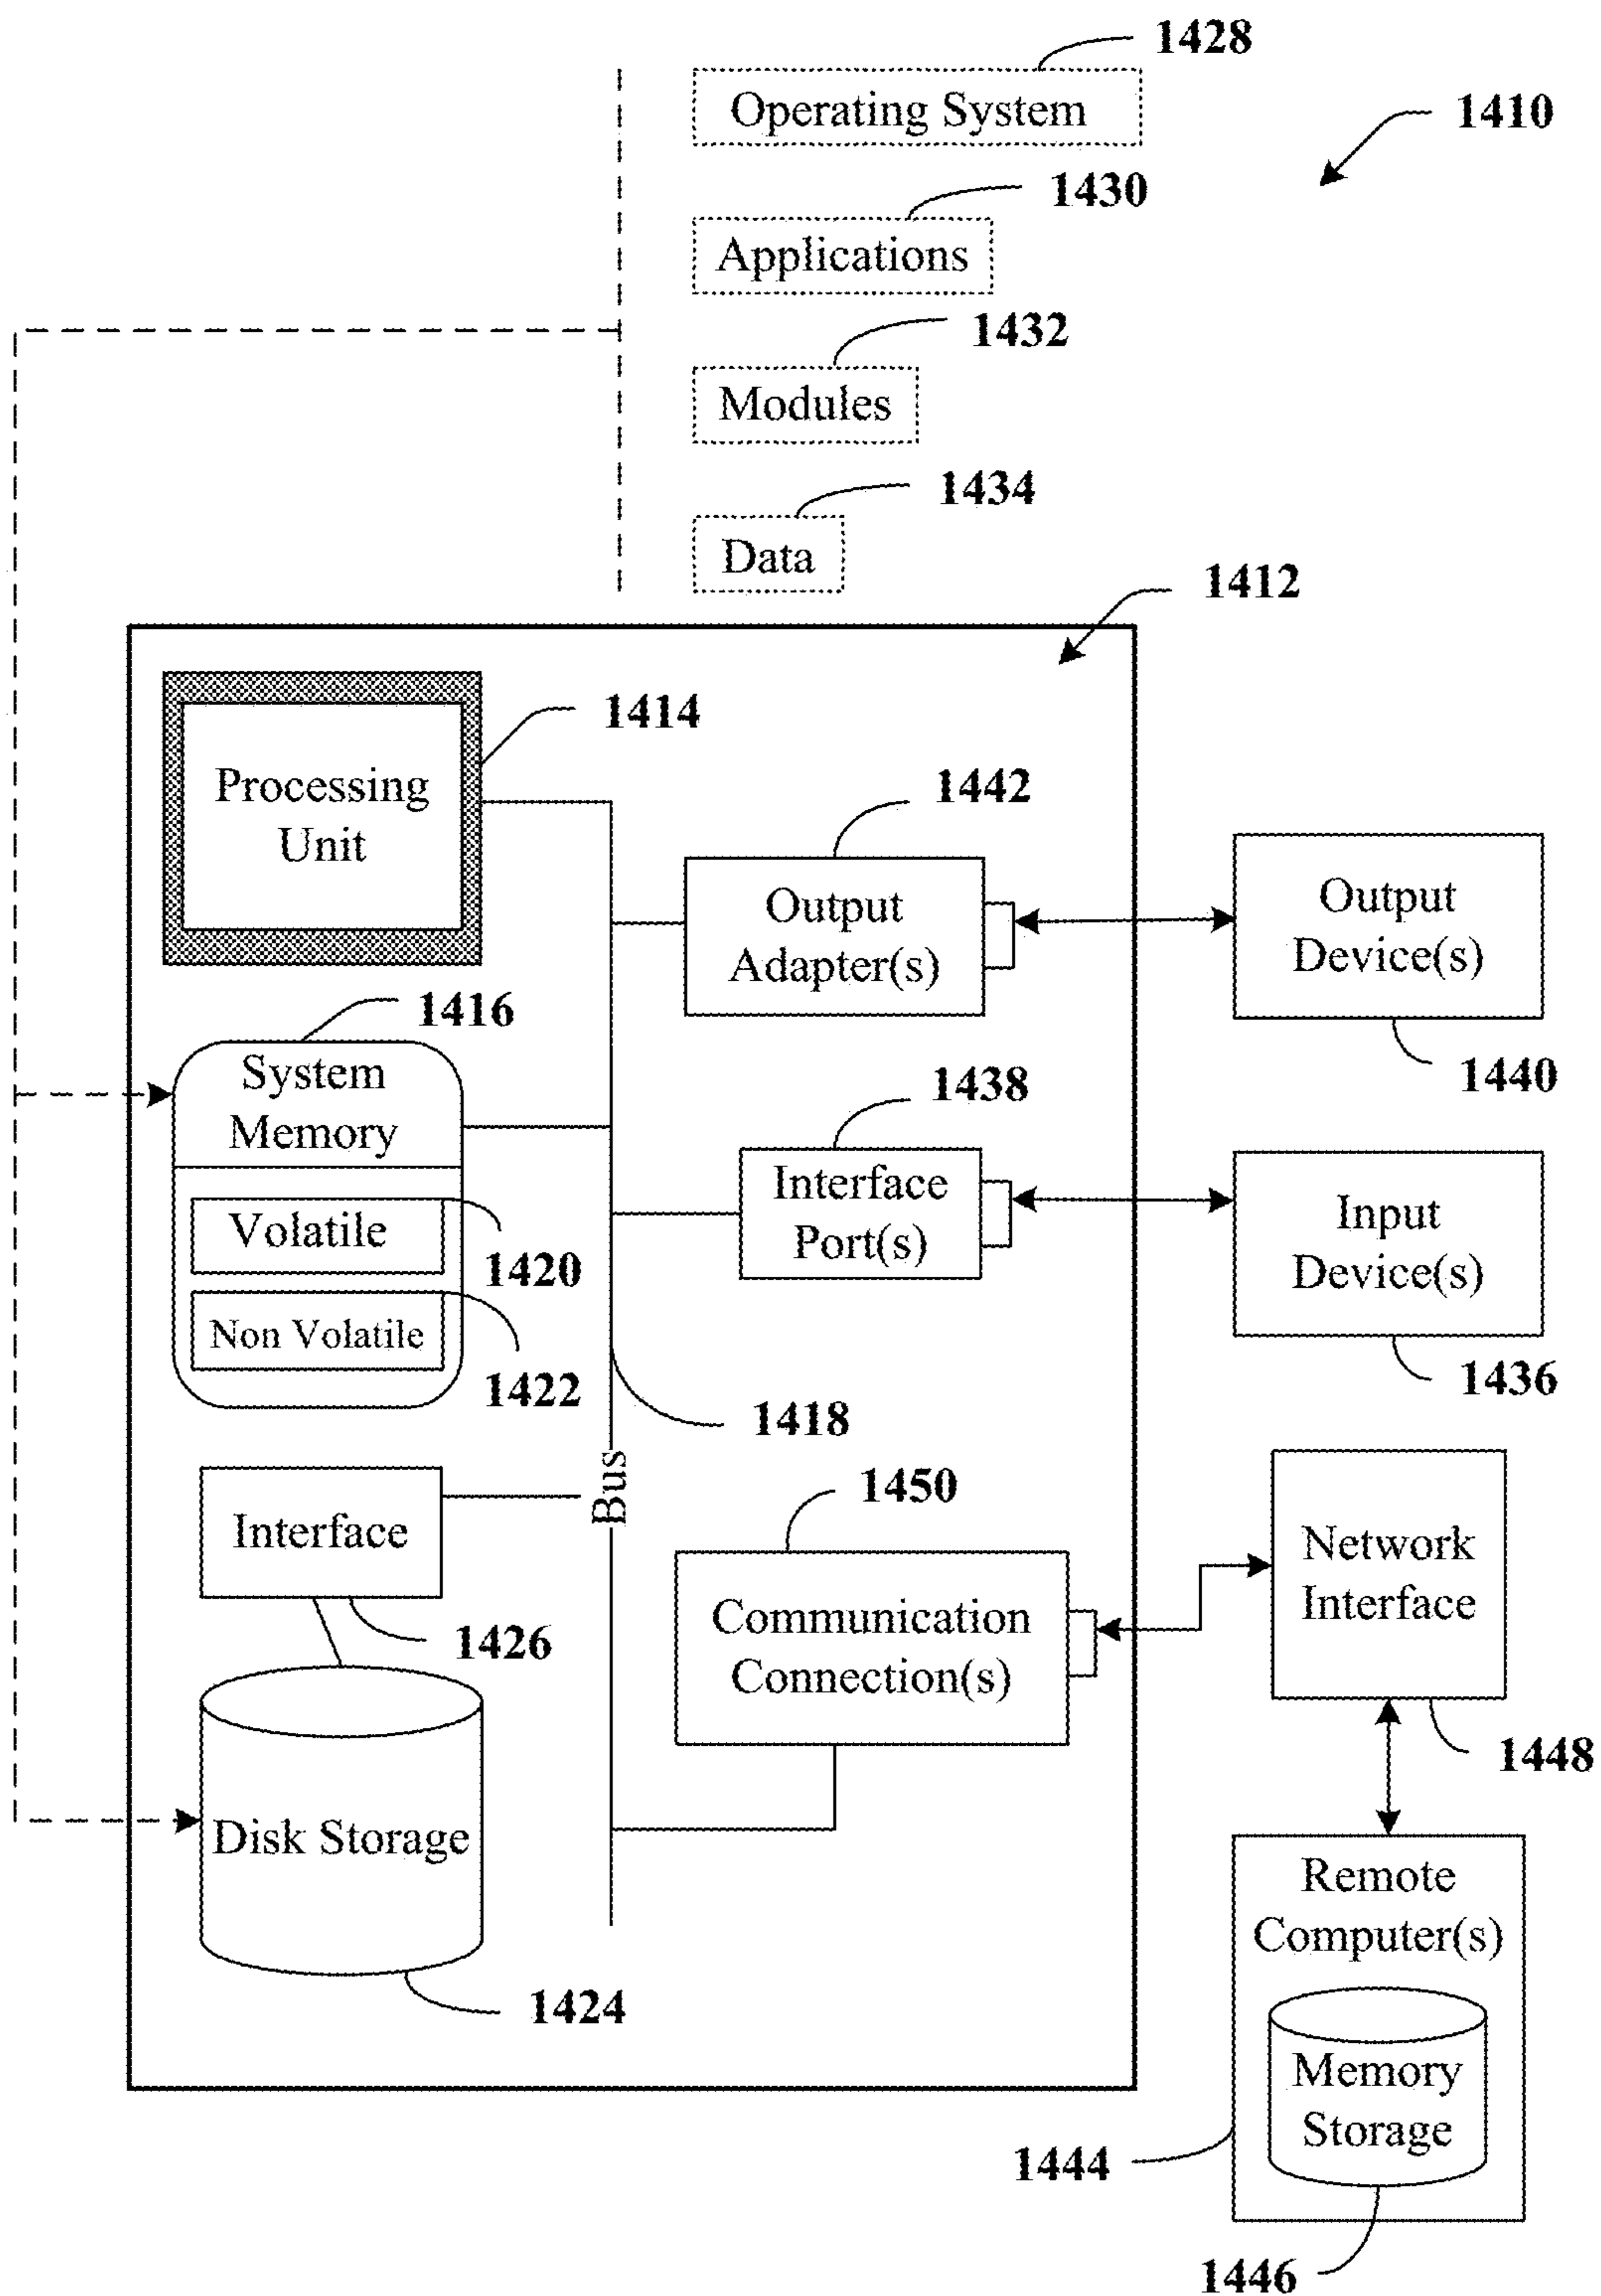 1428
Operating System
1410
1430
Applications
1432
Modules
1434
Data
1412
1414
Processing
Unit
1442
Output
Adapter(s)
Output
Device(s)
1440
1416
System
Memory
1438
Interface
Port(s)
Input
Device(s)
1436
Volatile
1420
Non Volatile
1422
1418
Bus
1450
Interface
1426
Communication
Connection(s)
Network
Interface
1448
Disk Storage
1424
Remote
Computer(s)
Memory
Storage
1444
1446